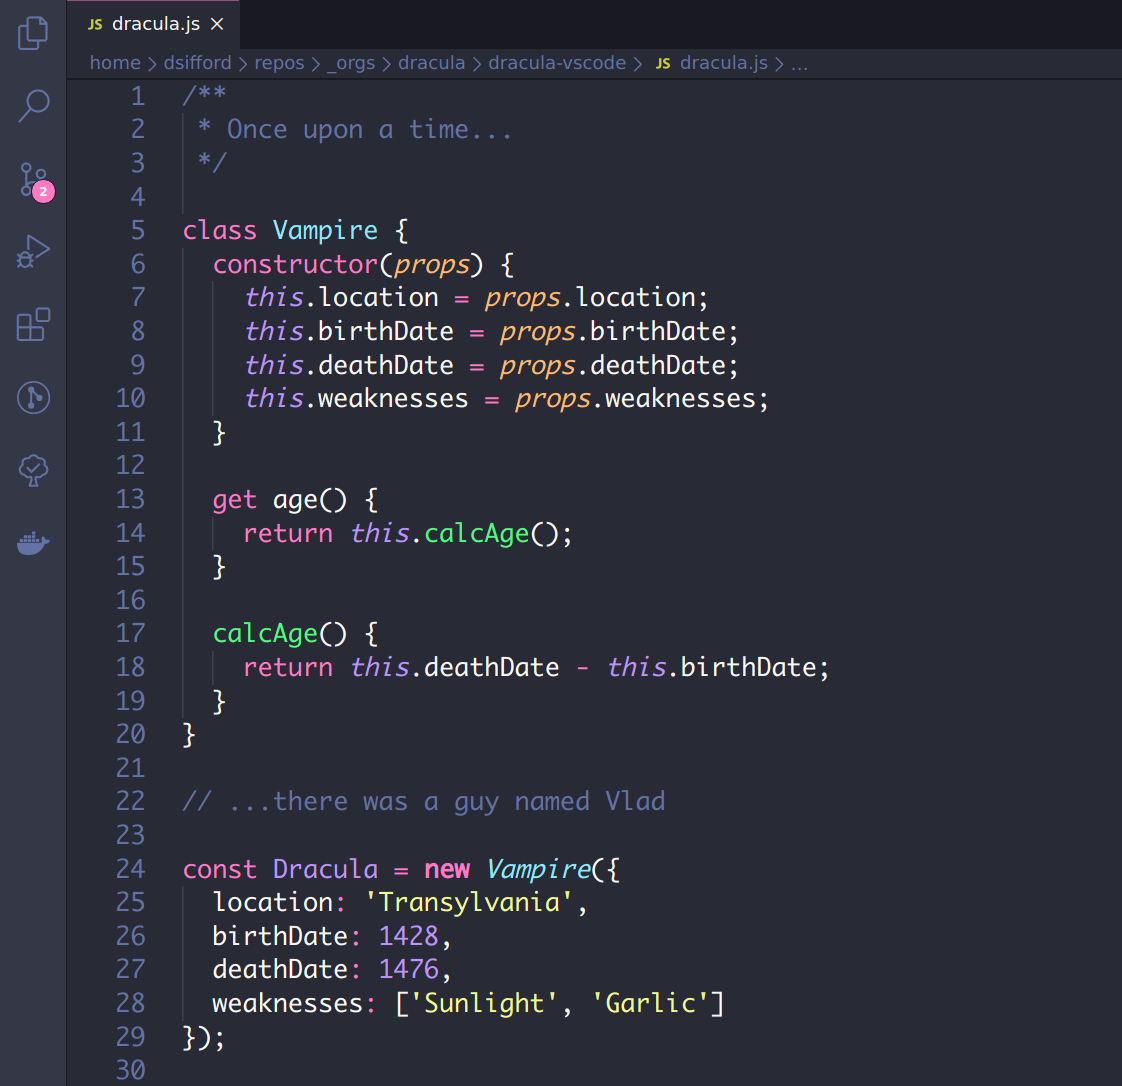 JS dracula.js ×
home > dsifford > repos > _orgs > dracula > dracula-vscode > JS dracula.js > ...
2
1 /**
2  * Once upon a time...
3  */
4
5 class Vampire {
6   constructor(props) {
7     this.location = props.location;
8     this.birthDate = props.birthDate;
9     this.deathDate = props.deathDate;
10     this.weaknesses = props.weaknesses;
11   }
12
13   get age() {
14     return this.calcAge();
15   }
16
17   calcAge() {
18     return this.deathDate - this.birthDate;
19   }
20 }
21
22 // ...there was a guy named Vlad
23
24 const Dracula = new Vampire({
25   location: 'Transylvania',
26   birthDate: 1428,
27   deathDate: 1476,
28   weaknesses: ['Sunlight', 'Garlic']
29 });
30